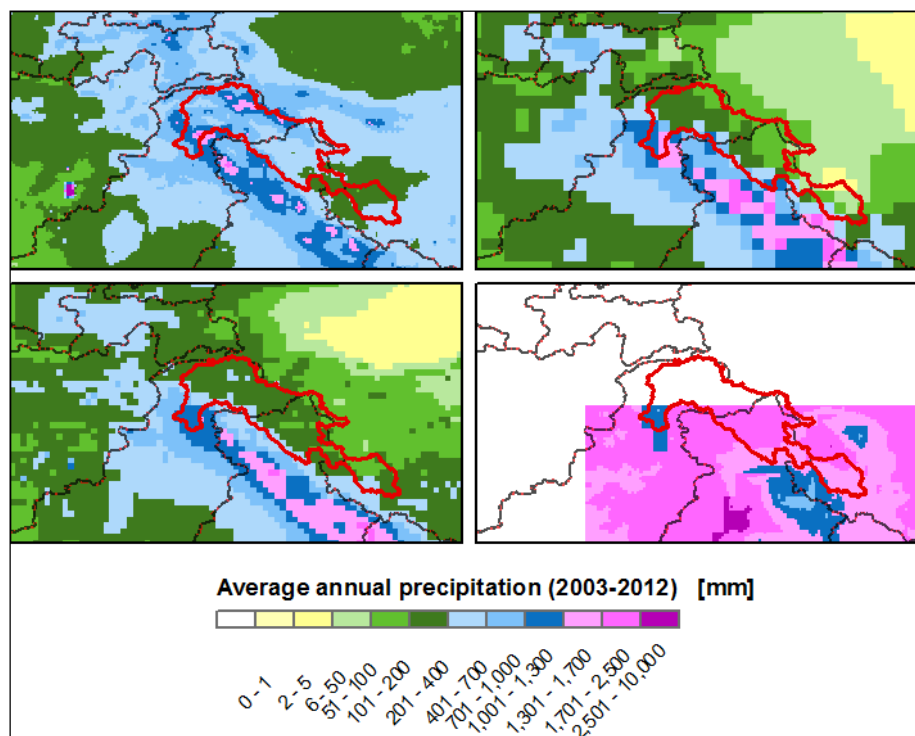 Average annual precipitation (2003-2012) [mm]
0 - 1
2 - 5
6 - 50
51 - 100
101 - 200
201 - 400
401 - 700
701 - 1,000
1,001 - 1,300
1,301 - 1,700
1,701 - 2,500
2,501 - 10,000